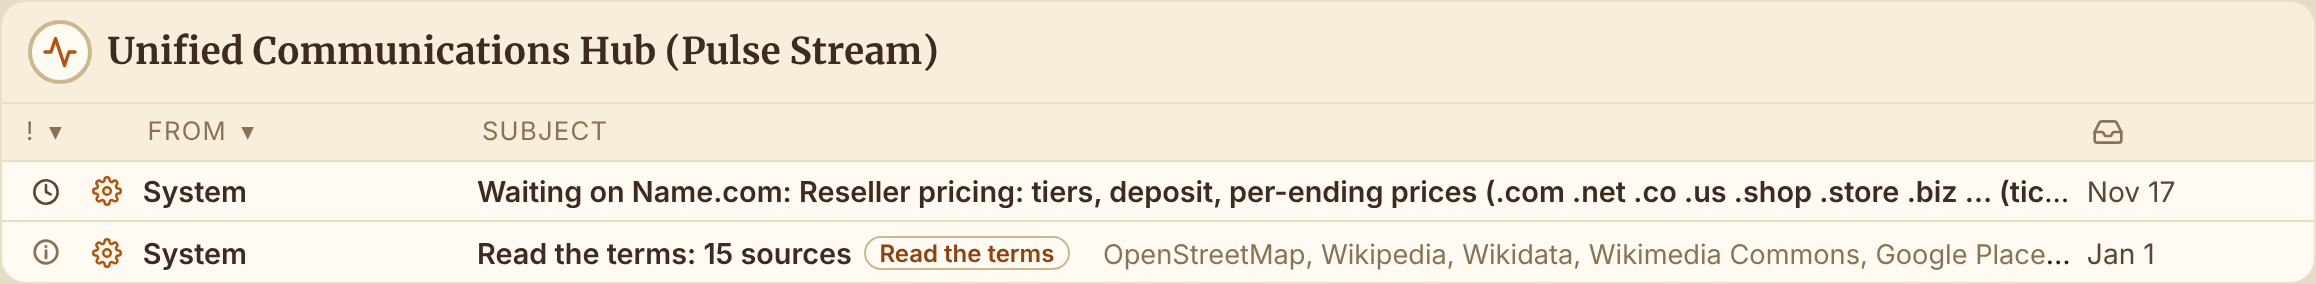 Unified Communications Hub (Pulse Stream)
! ▼ FROM ▼ SUBJECT
System Waiting on Name.com: Reseller pricing: tiers, deposit, per-ending prices (.com .net .co .us .shop .store .biz ... (tic... Nov 17
System Read the terms: 15 sources Read the terms OpenStreetMap, Wikipedia, Wikidata, Wikimedia Commons, Google Place... Jan 1